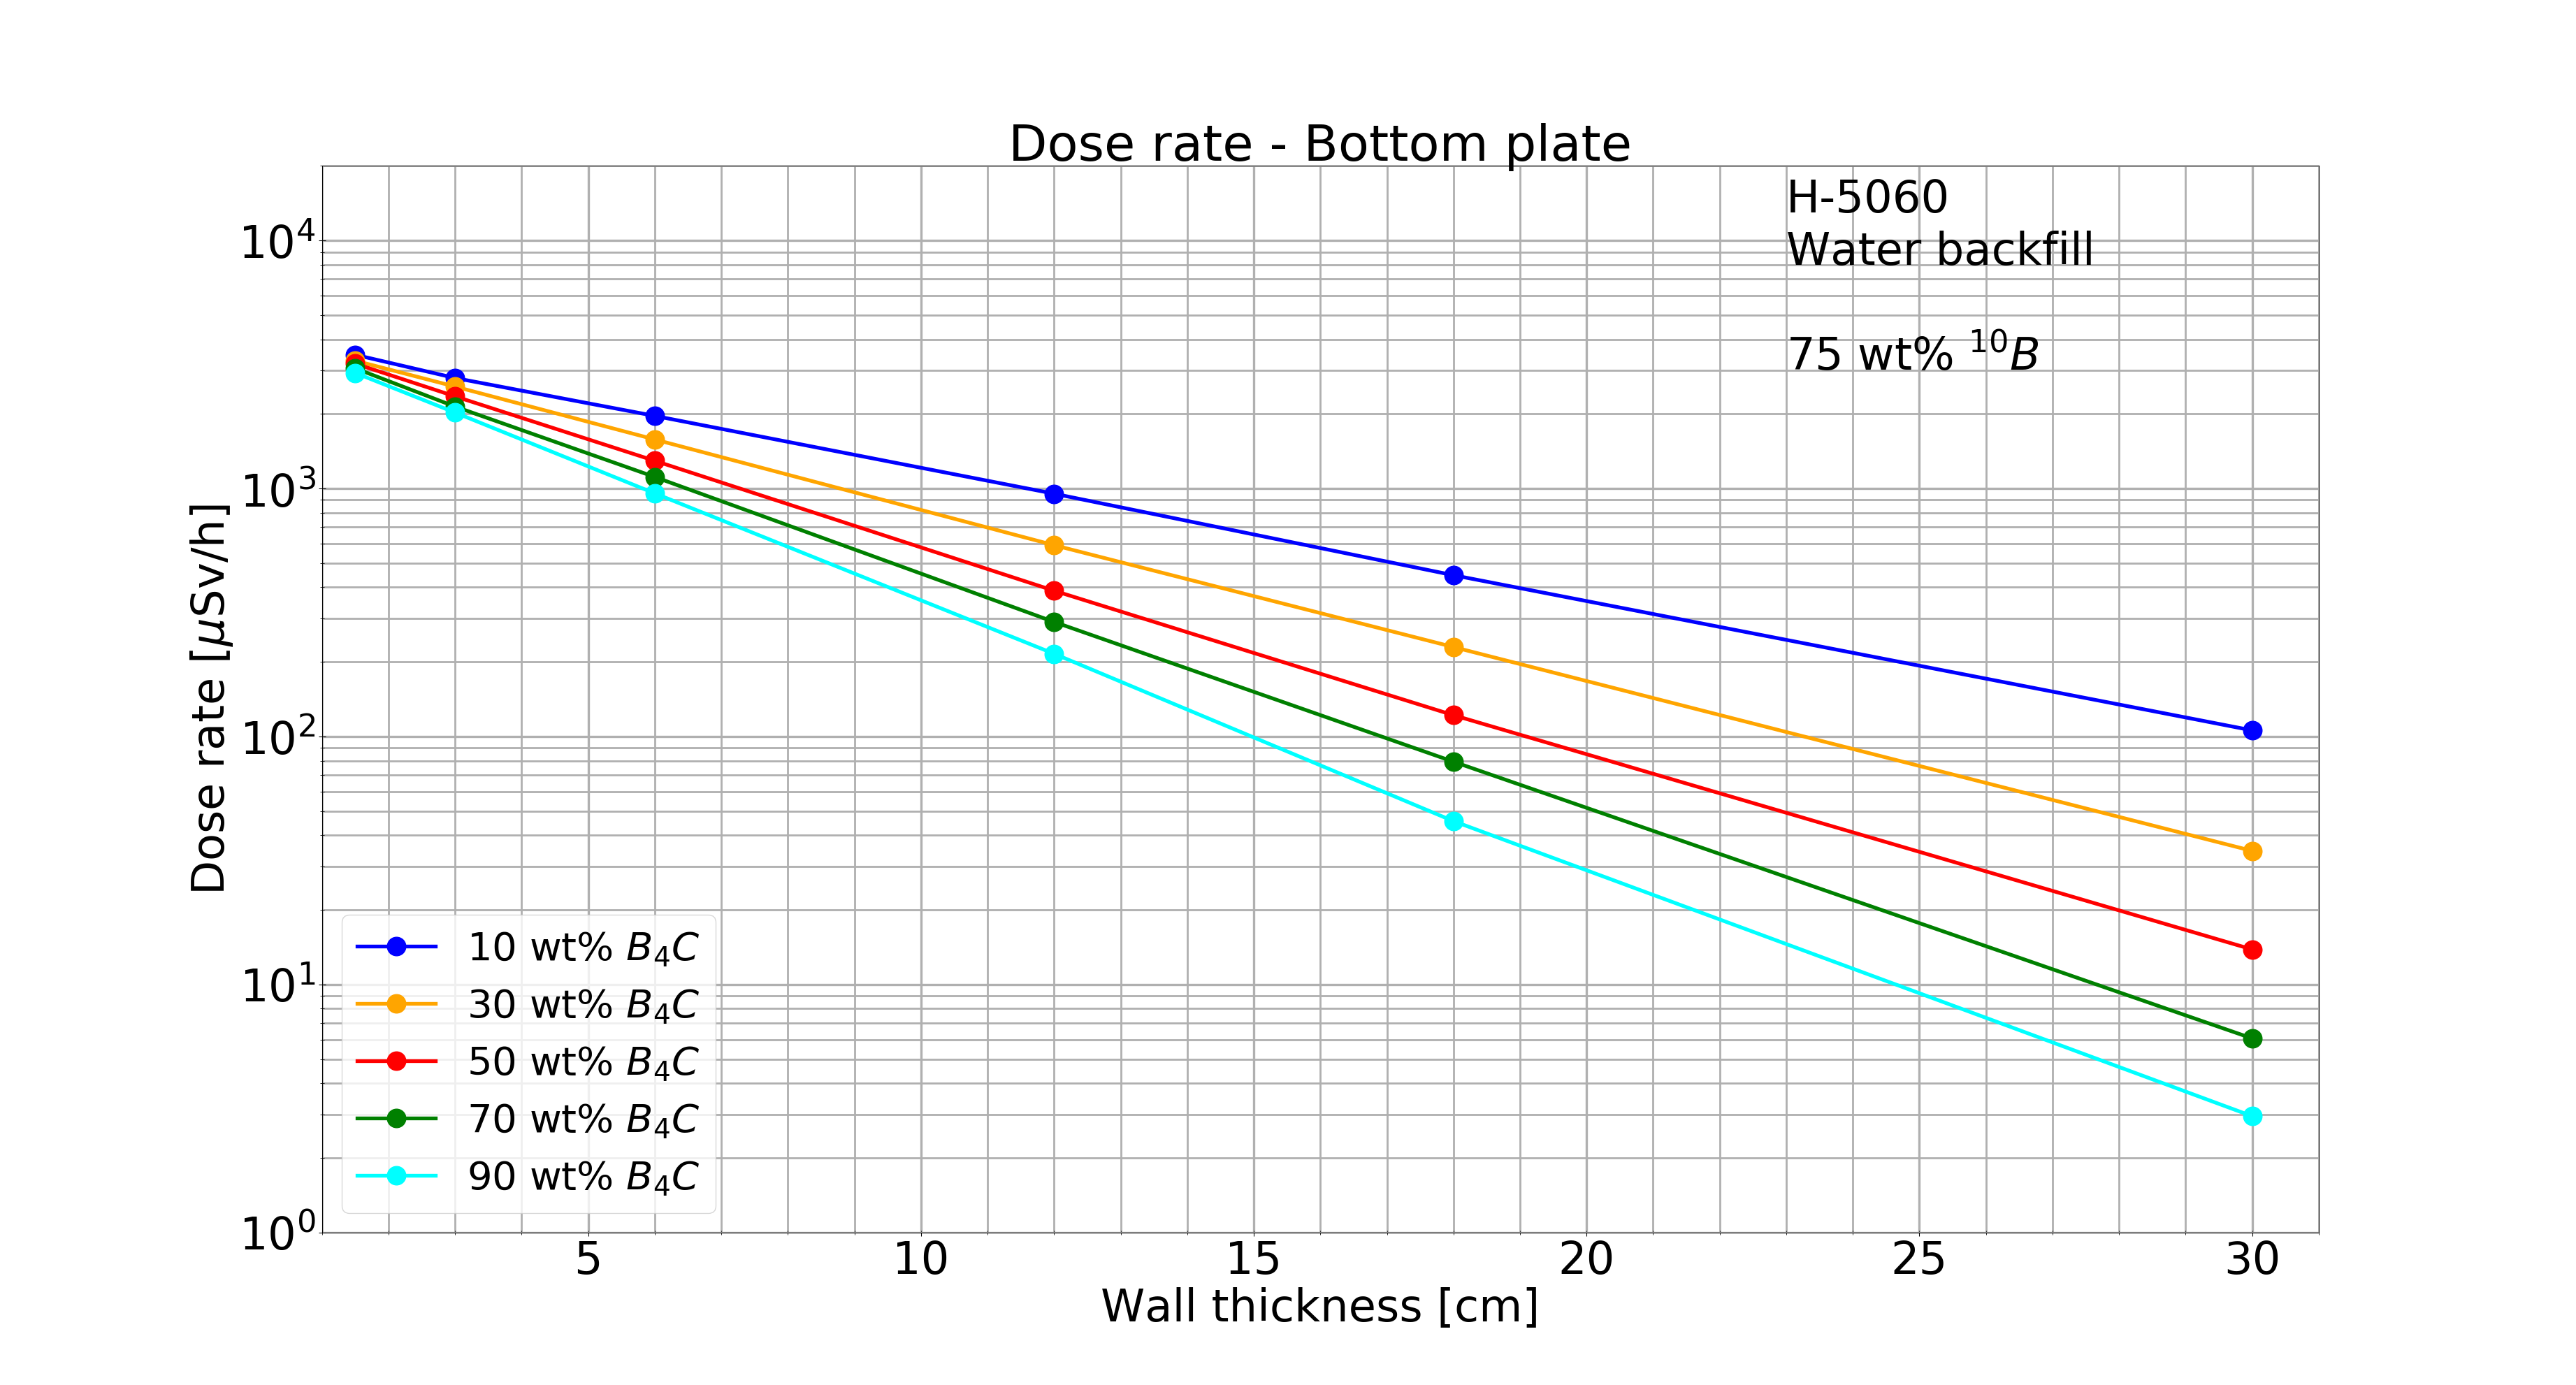 Dose rate - Bottom plate
H-5060
Water backfill
75 wt% ¹⁰B
Dose rate [μSv/h]
10⁴
10³
10²
10¹
10⁰
10 wt% B₄C
30 wt% B₄C
50 wt% B₄C
70 wt% B₄C
90 wt% B₄C
5 10 15 20 25 30
Wall thickness [cm]